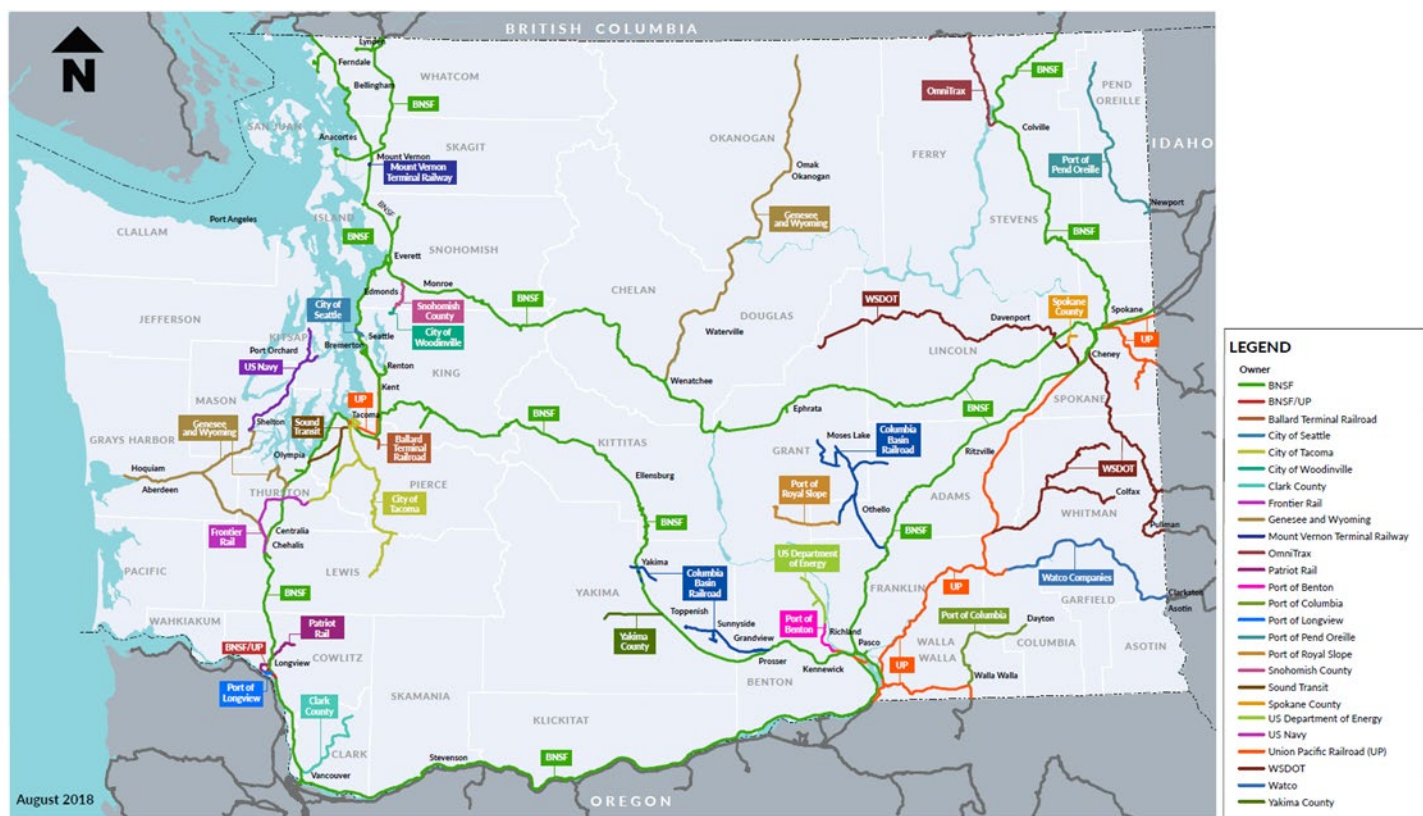 BRITISH COLUMBIA
N
Lynden
Ferndale
Bellingham
WHATCOM
BNSF
SAN JUAN
Anacortes
SKAGIT
Mount Vernon
Mount Vernon
Terminal Railway
OKANOGAN
Omak
Okanogan
Genesee
and Wyoming
OmniTrax
FERRY
BNSF
Colville
PEND
OREILLE
Port of
Pend Oreille
IDAHO
Newport
STEVENS
BNSF
Port Angeles
CLALLAM
ISLAND
BNSF
BNSF
SNOHOMISH
Everett
Monroe
Edmonds
BNSF
CHELAN
Snohomish
County
City of
Woodinville
City of
Seattle
Seattle
JEFFERSON
KITSAP
Bremerton
Port Orchard
US Navy
Renton
Kent
KING
Waterville
DOUGLAS
Wenatchee
WSDOT
Davenport
LINCOLN
Spokane
County
Spokane
UP
Cheney
SPOKANE
MASON
UP
Tacoma
Shelton
Genesee
and Wyoming
Sound
Transit
Ballard
Terminal
Railroad
GRAYS HARBOR
Olympia
Hoquiam
Aberdeen
THURSTON
PIERCE
City of
Tacoma
BNSF
KITTITAS
Ellensburg
Ephrata
BNSF
Moses Lake
Columbia
Basin
Railroad
GRANT
Port of
Royal Slope
Othello
Ritzville
ADAMS
BNSF
WSDOT
Colfax
WHITMAN
Pullman
Frontier
Rail
Centralia
Chehalis
LEWIS
PACIFIC
BNSF
BNSF
Yakima
YAKIMA
Columbia
Basin
Railroad
Toppenish
Sunnyside
Grandview
Yakima
County
Prosser
US Department
of Energy
FRANKLIN
UP
Watco Companies
GARFIELD
Clarkston
Asotin
ASOTIN
Port of
Benton
Richland
Pasco
Kennewick
BENTON
Port of Columbia
Dayton
COLUMBIA
WALLA
WALLA
UP
Walla Walla
WAHKIAKUM
BNSF/UP
Patriot
Rail
Longview
COWLITZ
Port of
Longview
Clark
County
CLARK
Vancouver
SKAMANIA
Stevenson
KLICKITAT
BNSF
OREGON
August 2018
LEGEND
Owner
BNSF
BNSF/UP
Ballard Terminal Railroad
City of Seattle
City of Tacoma
City of Woodinville
Clark County
Frontier Rail
Genesee and Wyoming
Mount Vernon Terminal Railway
OmniTrax
Patriot Rail
Port of Benton
Port of Columbia
Port of Longview
Port of Pend Oreille
Port of Royal Slope
Snohomish County
Sound Transit
Spokane County
US Department of Energy
US Navy
Union Pacific Railroad (UP)
WSDOT
Watco
Yakima County